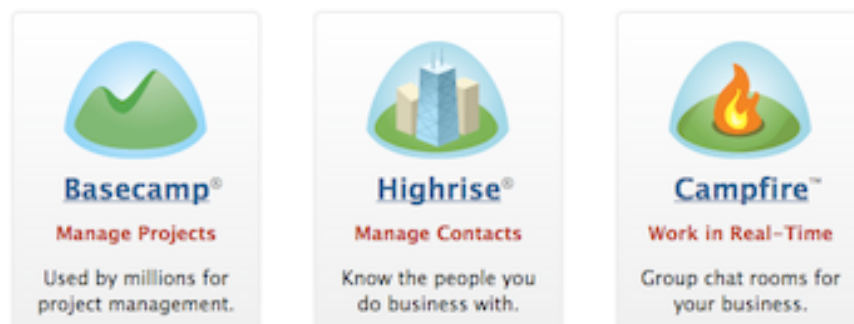 Basecamp®
Manage Projects
Used by millions for
project management.
Highrise®
Manage Contacts
Know the people you
do business with.
Campfire™
Work in Real-Time
Group chat rooms for
your business.